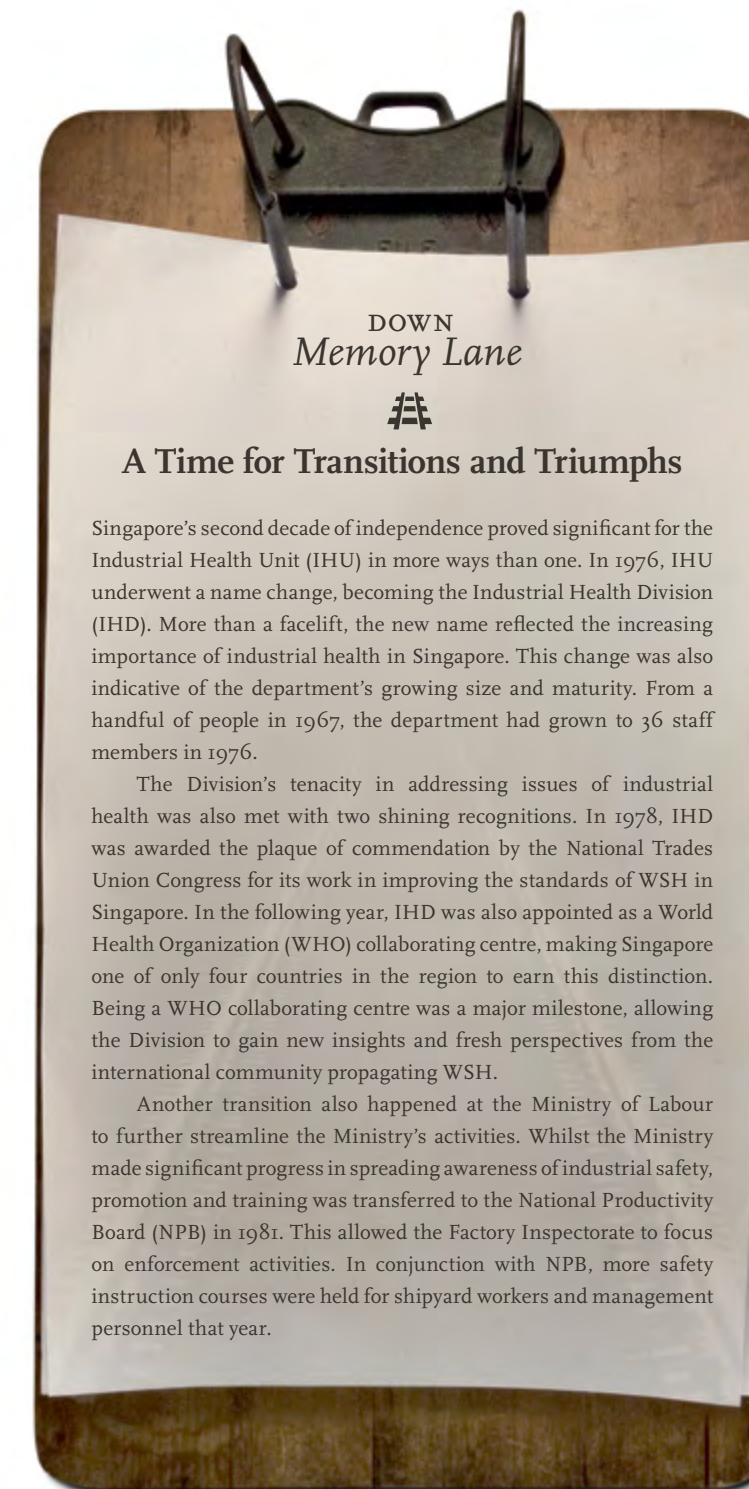 DOWN
Memory Lane
A Time for Transitions and Triumphs
Singapore’s second decade of independence proved significant for the
Industrial Health Unit (IHU) in more ways than one. In 1976, IHU
underwent a name change, becoming the Industrial Health Division
(IHD). More than a facelift, the new name reflected the increasing
importance of industrial health in Singapore. This change was also
indicative of the department’s growing size and maturity. From a
handful of people in 1967, the department had grown to 36 staff
members in 1976.
The Division’s tenacity in addressing issues of industrial
health was also met with two shining recognitions. In 1978, IHD
was awarded the plaque of commendation by the National Trades
Union Congress for its work in improving the standards of WSH in
Singapore. In the following year, IHD was also appointed as a World
Health Organization (WHO) collaborating centre, making Singapore
one of only four countries in the region to earn this distinction.
Being a WHO collaborating centre was a major milestone, allowing
the Division to gain new insights and fresh perspectives from the
international community propagating WSH.
Another transition also happened at the Ministry of Labour
to further streamline the Ministry’s activities. Whilst the Ministry
made significant progress in spreading awareness of industrial safety,
promotion and training was transferred to the National Productivity
Board (NPB) in 1981. This allowed the Factory Inspectorate to focus
on enforcement activities. In conjunction with NPB, more safety
instruction courses were held for shipyard workers and management
personnel that year.